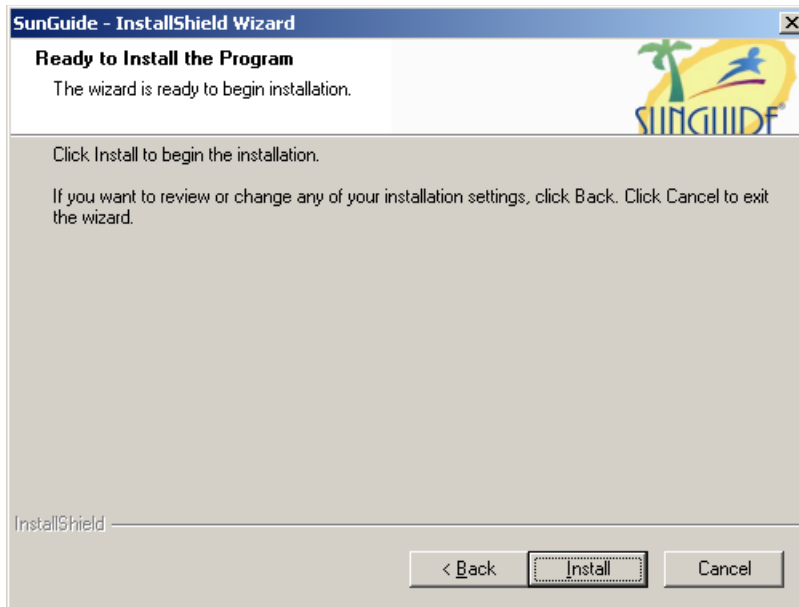 SunGuide - InstallShield Wizard
Ready to Install the Program
The wizard is ready to begin installation.
SUNGUIDE®
Click Install to begin the installation.
If you want to review or change any of your installation settings, click Back. Click Cancel to exit
the wizard.
InstallShield
< Back
Install
Cancel